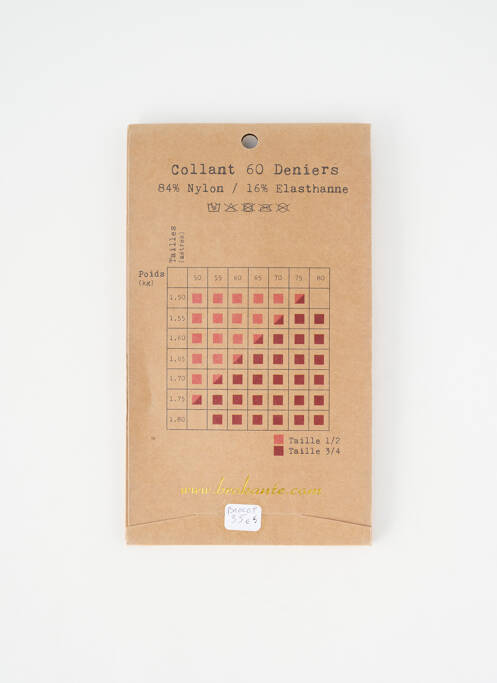 Collant 60 Deniers
84% Nylon / 16% Elasthanne
Tailles
(mètres)
Poids
(kg)
50 55 60 65 70 75 80
1.50
1.55
1.60
1.65
1.70
1.75
1.80
Taille 1/2
Taille 3/4
www.berkante.com
35€